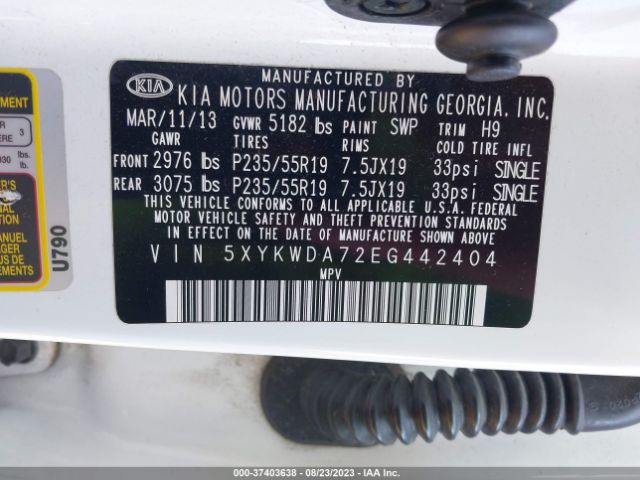 MANUFACTURED BY
KIA KIA MOTORS MANUFACTURING GEORGIA, INC.
MAR/11/13 GVWR 5182 lbs PAINT SWP TRIM H9
GAWR TIRES RIMS COLD TIRE INFL
FRONT 2976 lbs P235/55R19 7.5JX19 33psi SINGLE
REAR 3075 lbs P235/55R19 7.5JX19 33psi SINGLE
THIS VEHICLE CONFORMS TO ALL APPLICABLE U.S.A. FEDERAL
MOTOR VEHICLE SAFETY AND THEFT PREVENTION STANDARDS
IN EFFECT ON THE DATE OF MANUFACTURE SHOWN ABOVE.
VIN 5XYKWDA72EG442404
MPV
U790
000-37403638 - 08/23/2023 - IAA Inc.